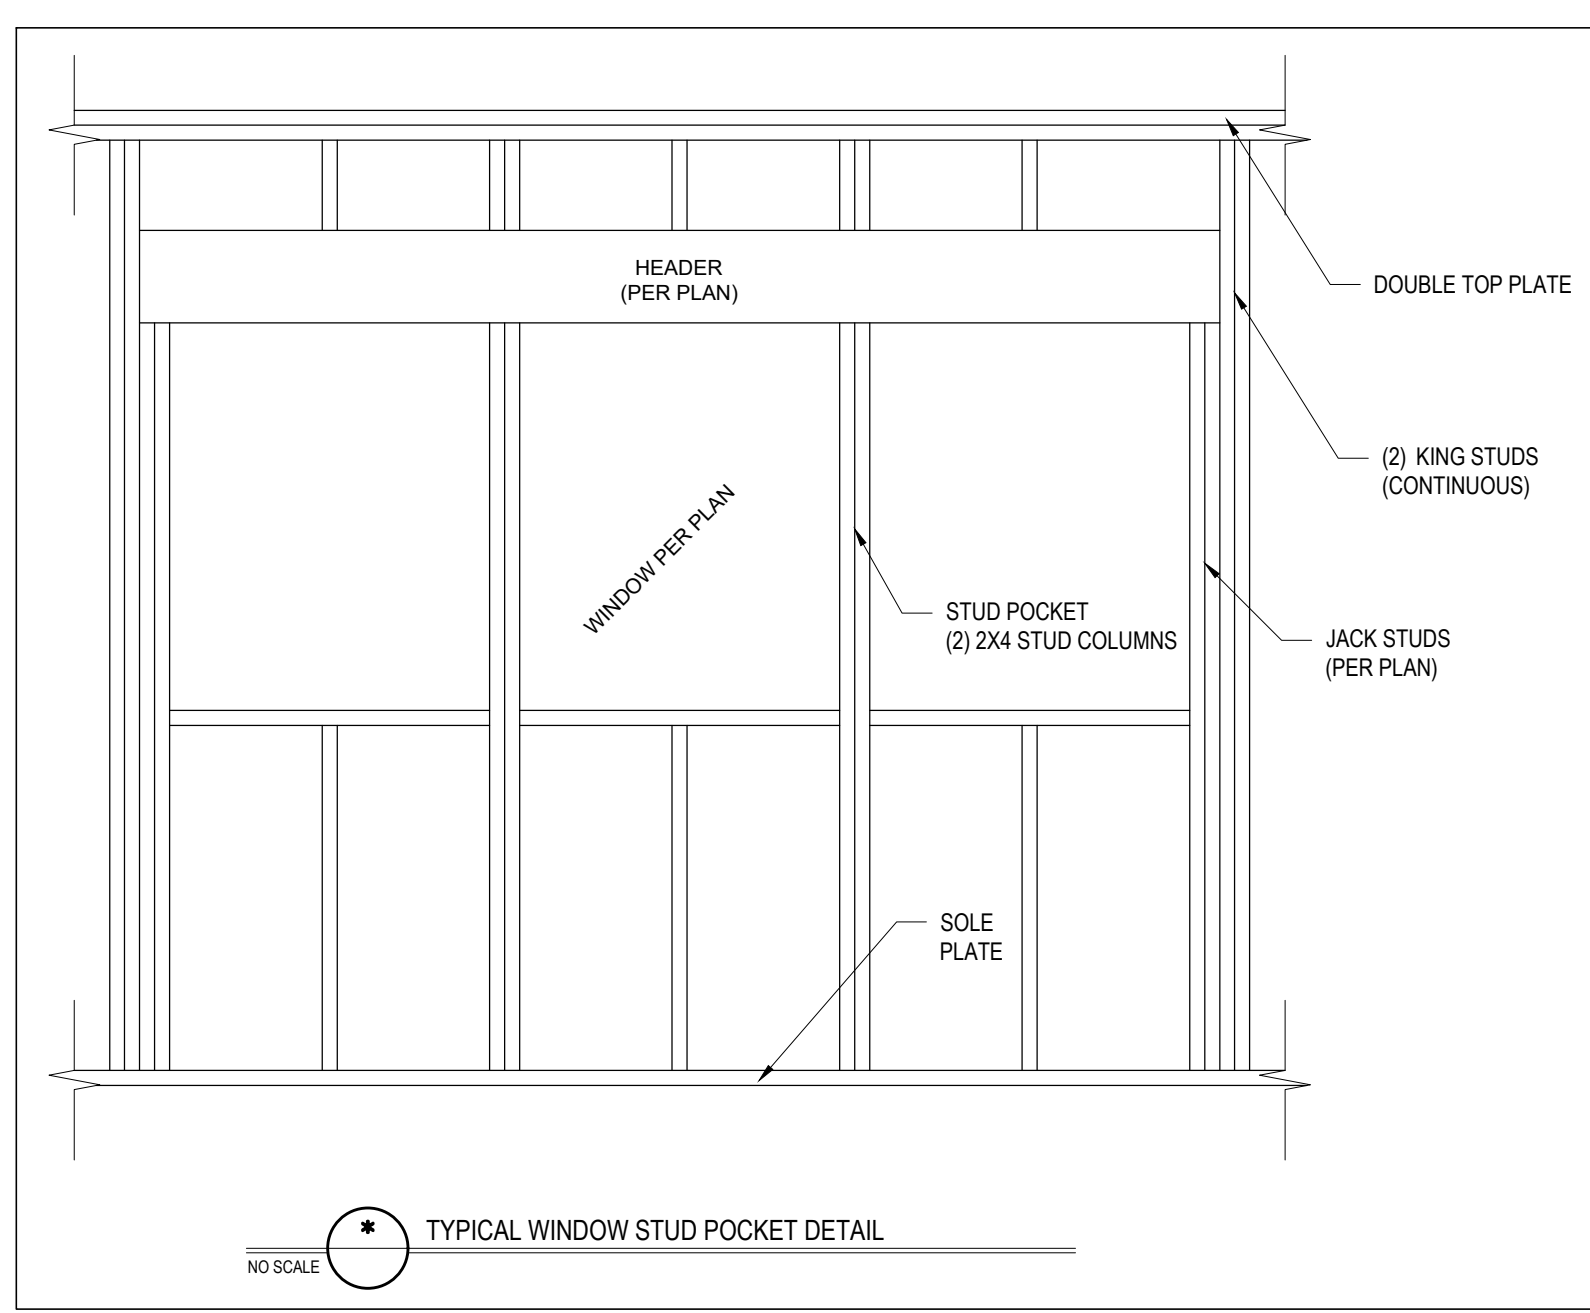 HEADER
(PER PLAN)
DOUBLE TOP PLATE
(2) KING STUDS
(CONTINUOUS)
WINDOW PER PLAN
STUD POCKET
(2) 2X4 STUD COLUMNS
JACK STUDS
(PER PLAN)
SOLE
PLATE
*
TYPICAL WINDOW STUD POCKET DETAIL
NO SCALE